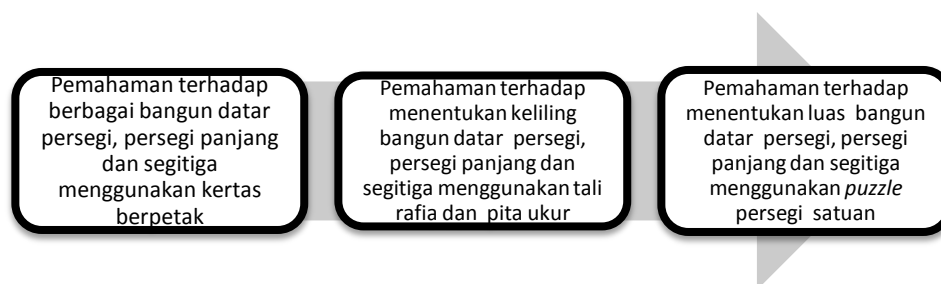 Pemahaman terhadap
berbagai bangun datar
persegi, persegi panjang
dan segitiga
menggunakan kertas
berpetak
Pemahaman terhadap
menentukan keliling
bangun datar persegi,
persegi panjang dan
segitiga menggunakan tali
rafia dan pita ukur
Pemahaman terhadap
menentukan luas bangun
datar persegi, persegi
panjang dan segitiga
menggunakan puzzle
persegi satuan